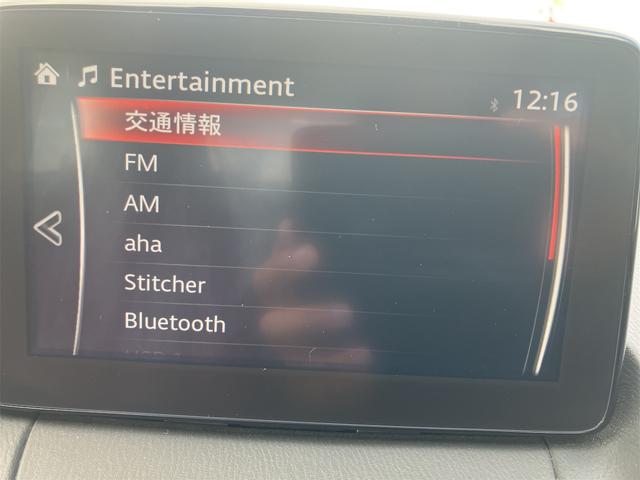 Entertainment
12:16
交通情報
FM
AM
aha
Stitcher
Bluetooth